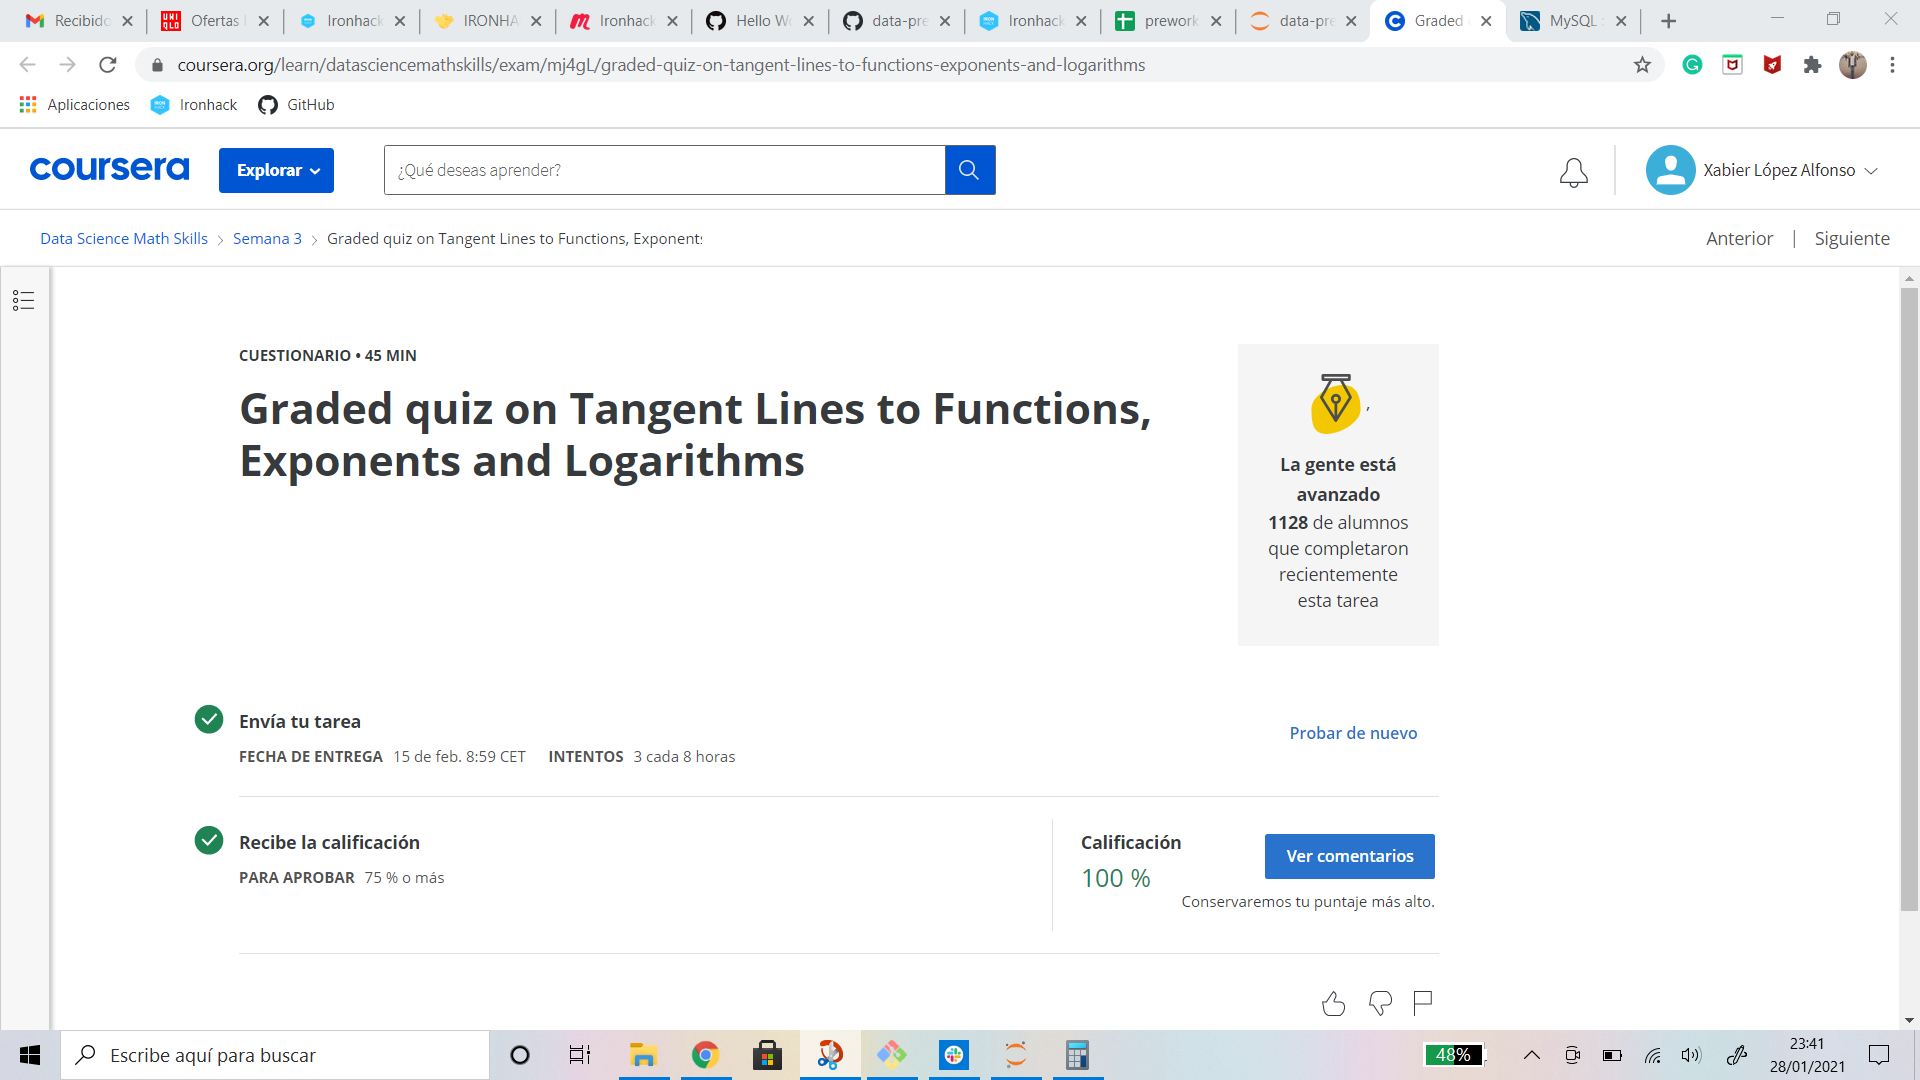 Recibido
Ofertas
Ironhack
IRONHA
Ironhack
Hello Wo
data-pre
Ironhack
prework
data-pre
Graded
MySQL
coursera.org/learn/datasciencemathskills/exam/mj4gL/graded-quiz-on-tangent-lines-to-functions-exponents-and-logarithms
Aplicaciones
Ironhack
GitHub
coursera
Explorar
¿Qué deseas aprender?
Xabier López Alfonso
Data Science Math Skills
Semana 3
Graded quiz on Tangent Lines to Functions, Exponents
Anterior | Siguiente
CUESTIONARIO • 45 MIN
Graded quiz on Tangent Lines to Functions,
Exponents and Logarithms
,
La gente está
avanzado
1128 de alumnos
que completaron
recientemente
esta tarea
Envía tu tarea
FECHA DE ENTREGA 15 de feb. 8:59 CET INTENTOS 3 cada 8 horas
Probar de nuevo
Recibe la calificación
PARA APROBAR 75 % o más
Calificación
100 %
Ver comentarios
Conservaremos tu puntaje más alto.
Escribe aquí para buscar
48%
23:41
28/01/2021